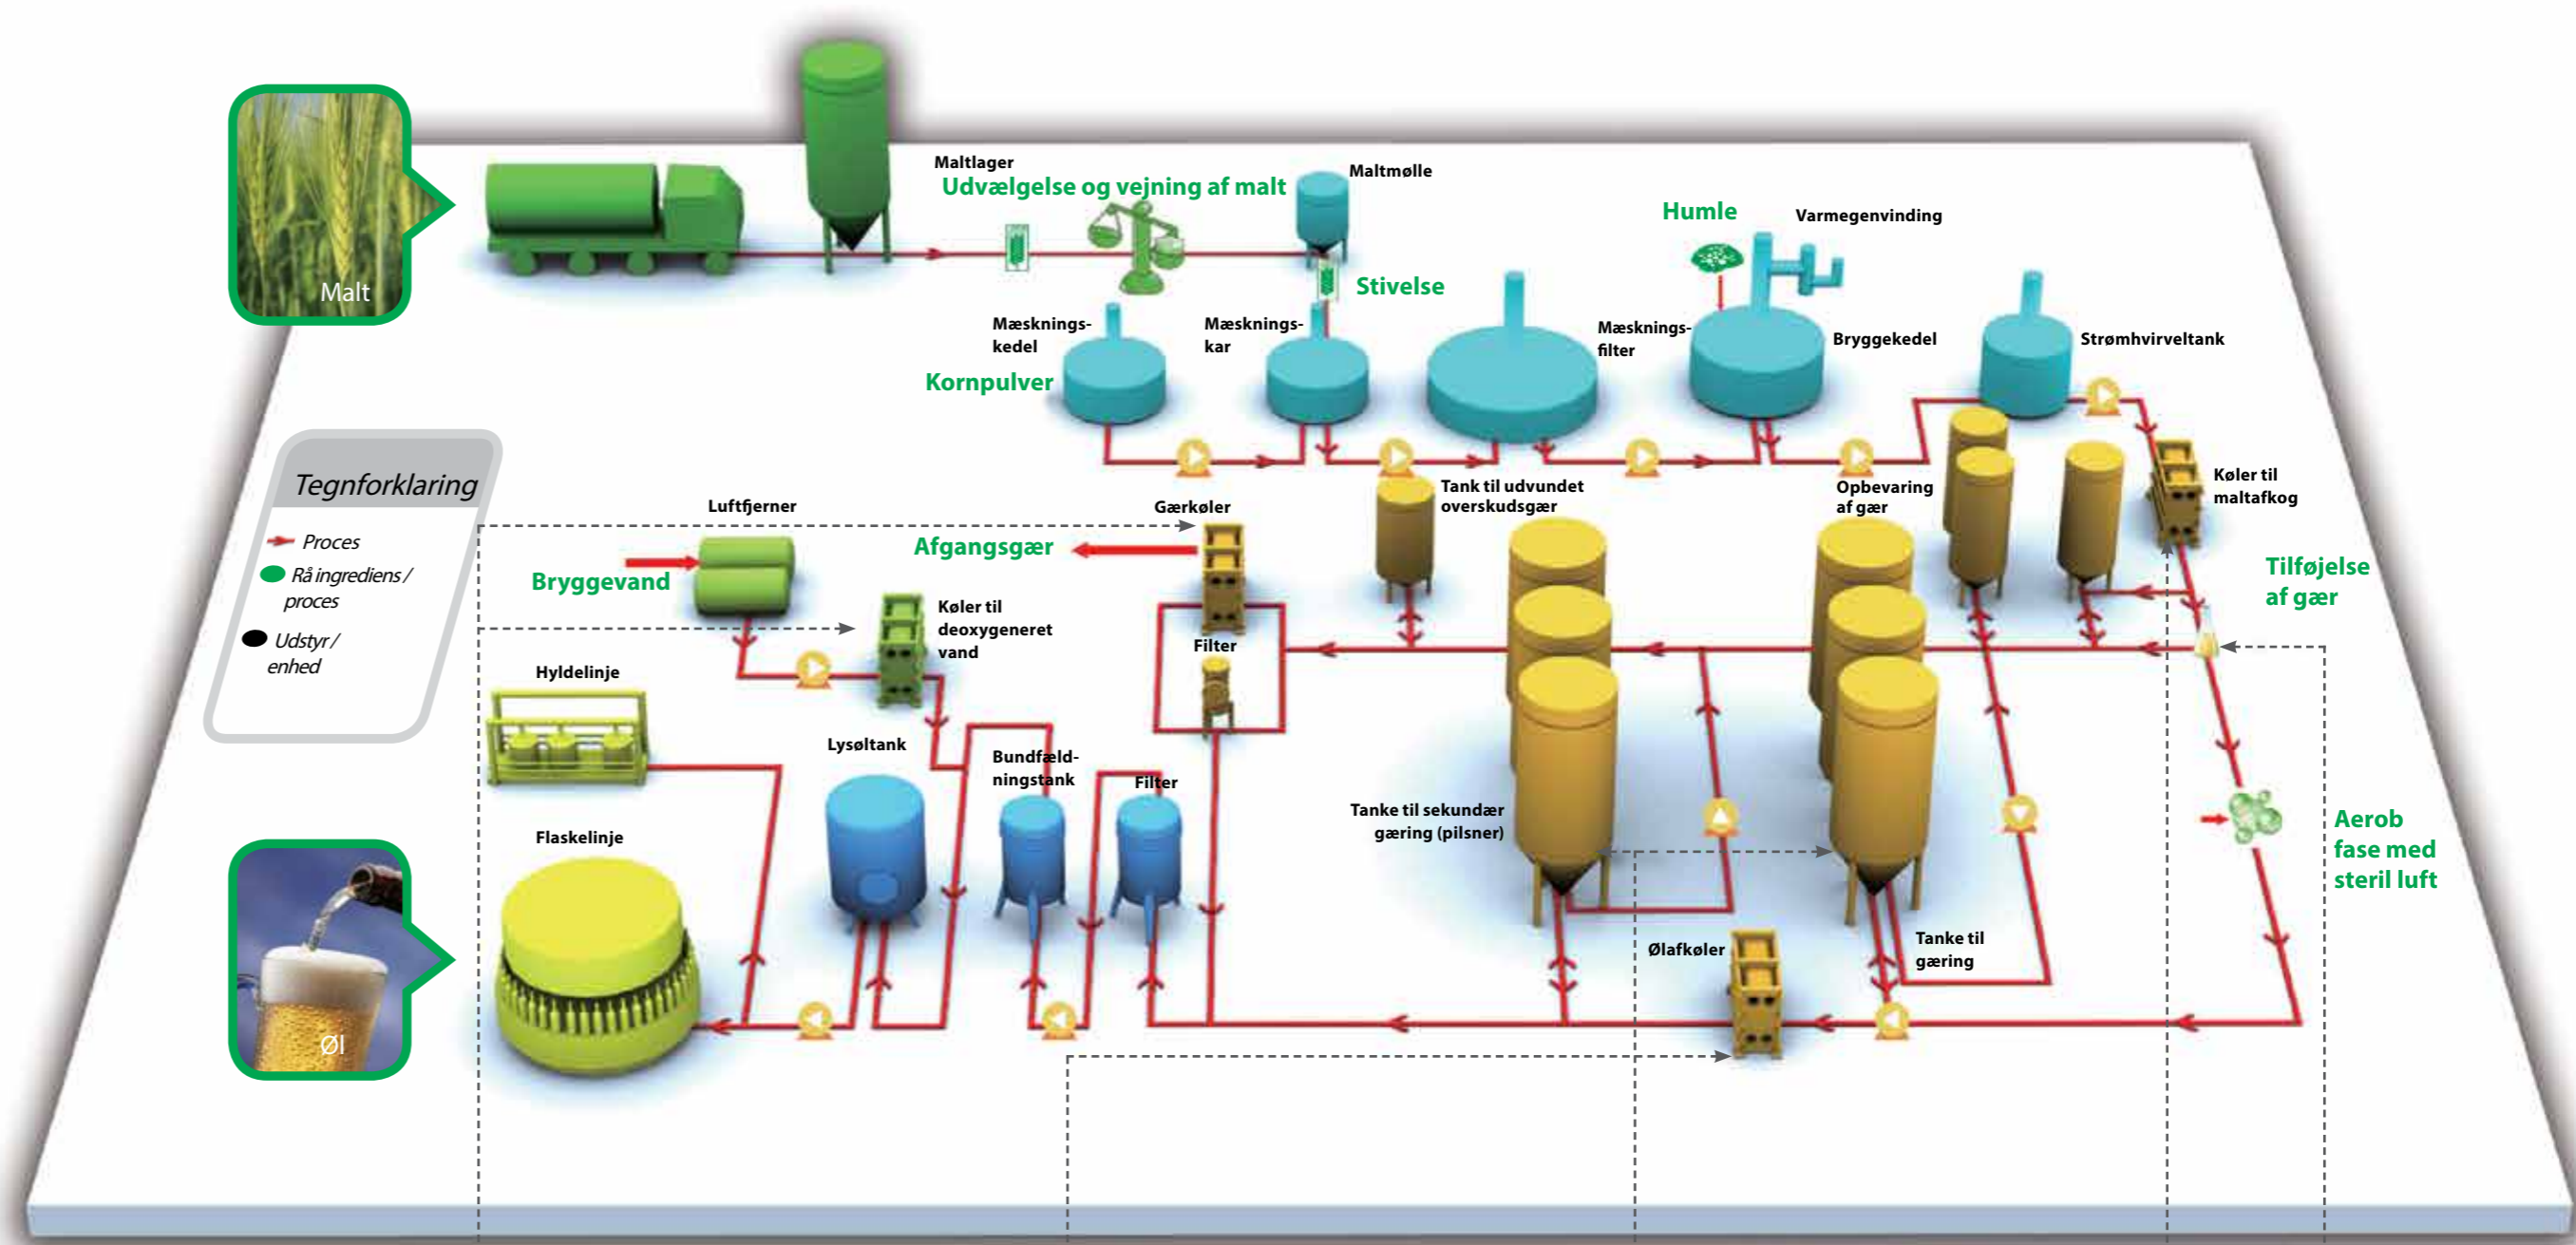 Maltlager
Udvælgelse og vejning af malt
Maltmølle
Malt
Humle
Varmegenvinding
Stivelse
Mæsknings-
kedel
Mæsknings-
kar
Mæsknings-
filter
Bryggekedel
Strømhvirveltank
Kornpulver
Tegnforklaring
Proces
Rå ingrediens /
proces
Udstyr /
enhed
Luftfjerner
Bryggevand
Afgangsgær
Gærkøler
Tank til udvundet
overskudsgær
Opbevaring
af gær
Køler til
maltafkog
Tilføjelse
af gær
Køler til
deoxygeneret
vand
Filter
Hyldelinje
Lysøltank
Bundfæld-
ningstank
Filter
Tanke til sekundær
gæring (pilsner)
Aerob
fase med
steril luft
Flaskelinje
Ølafkøler
Tanke til
gæring
Øl